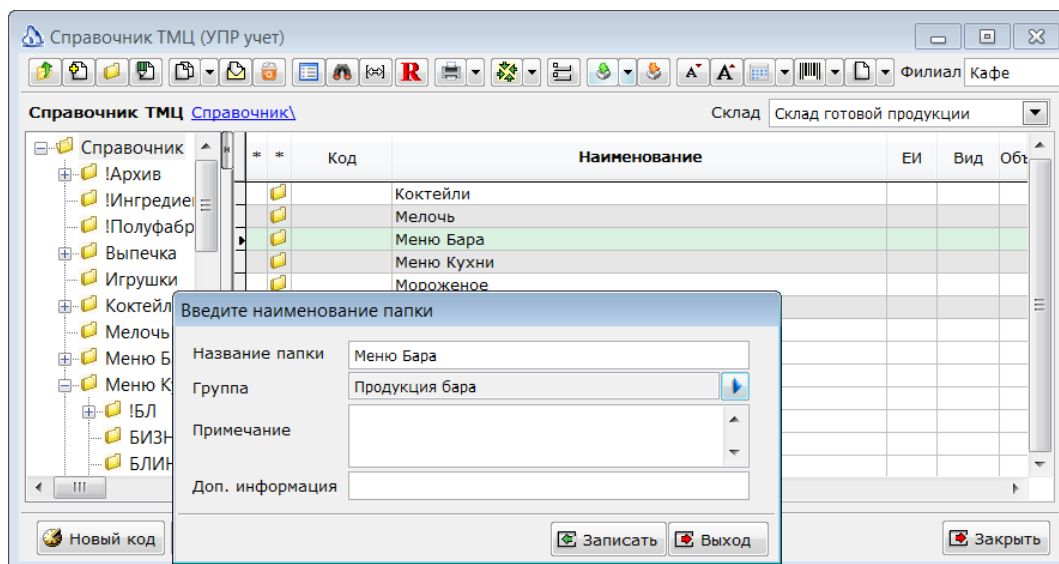 Справочник ТМЦ (УПР учет)
Филиал Кафе
Справочник ТМЦ Справочник\ Склад Склад готовой продукции
* * Код Наименование ЕИ Вид Объ
Справочник
!Архив
!Ингредиен
!Полуфабр
Выпечка
Игрушки
Коктейл
Мелочь
Меню Б
Меню К
!БЛ
БИЗН
БЛИН
Коктейли
Мелочь
Меню Бара
Меню Кухни
Мороженое
Введите наименование папки
Название папки Меню Бара
Группа Продукция бара
Примечание
Доп. информация
Записать Выход
Новый код Закрыть